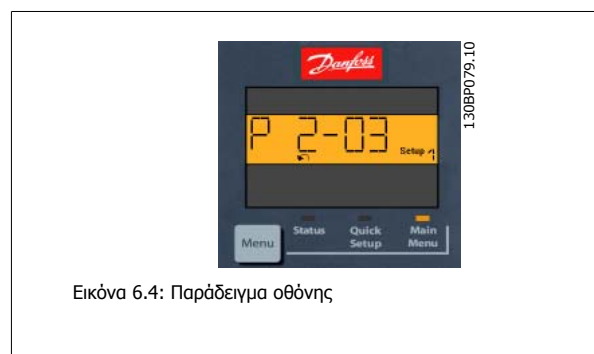 Danfoss
130BP079.10
P 2-03
Setup 1
Status
Quick
Setup
Main
Menu
Menu
Εικόνα 6.4: Παράδειγμα οθόνης